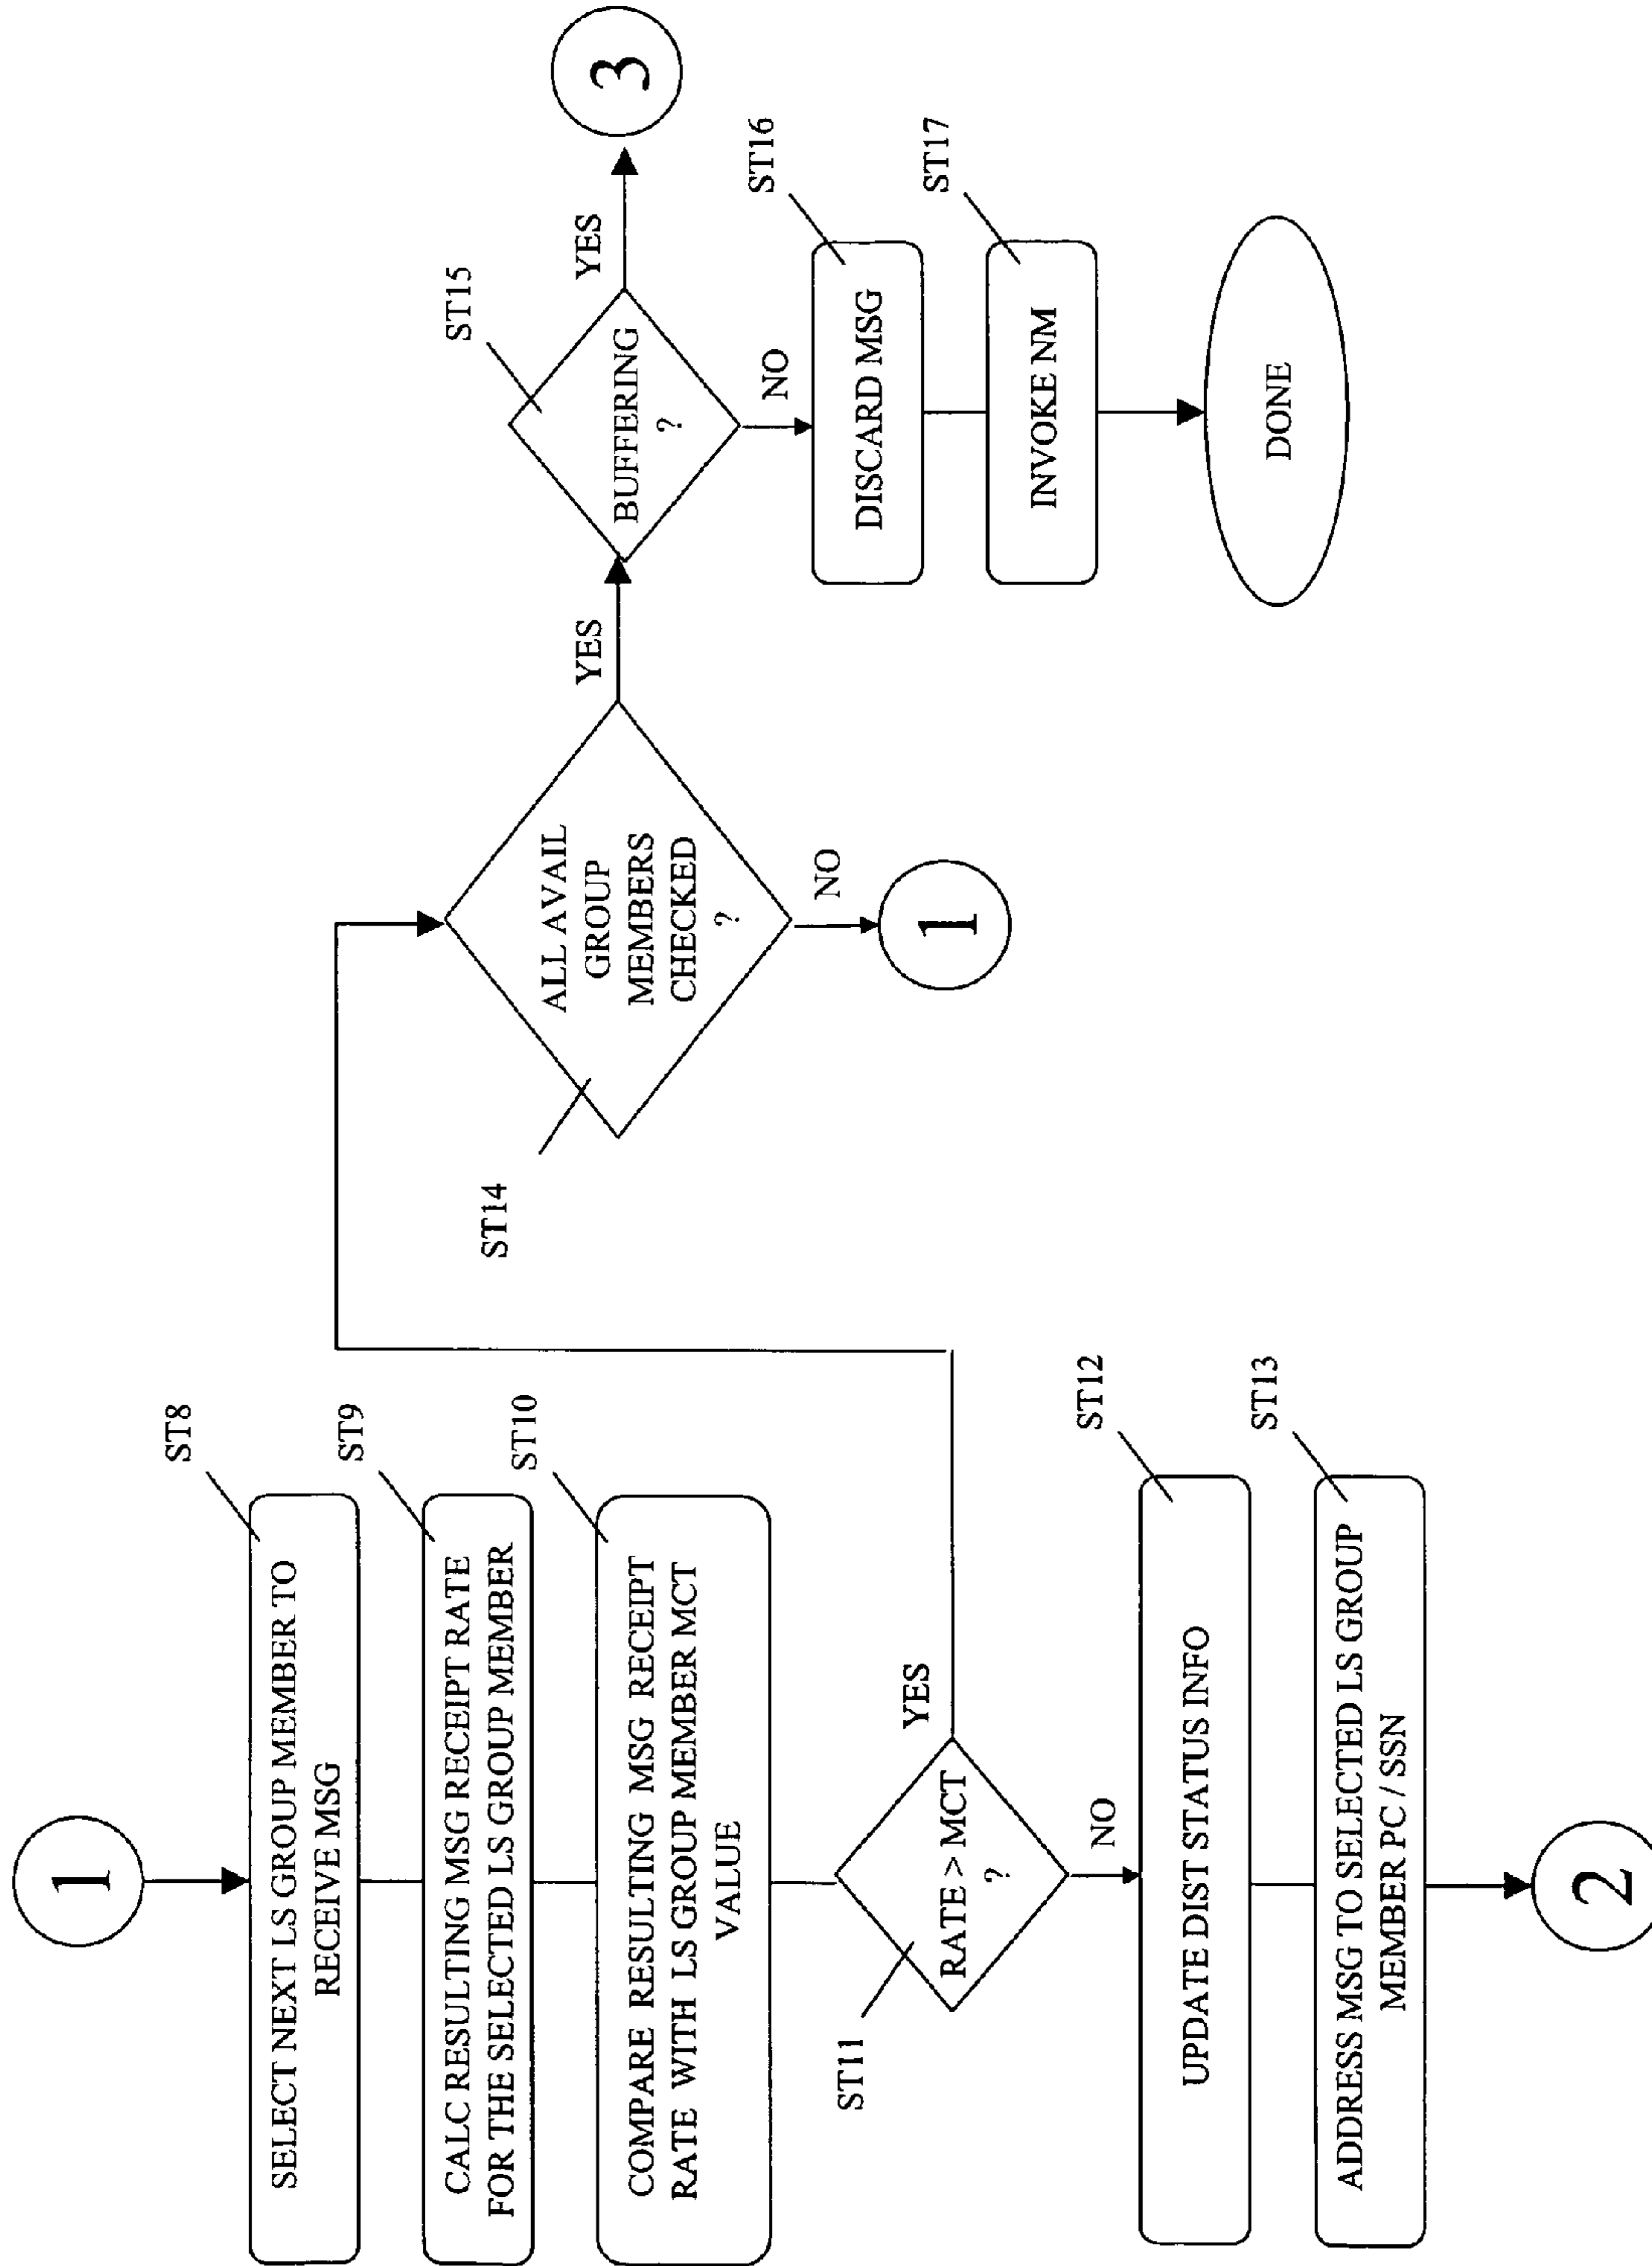 1
ST8
SELECT NEXT LS GROUP MEMBER TO
RECEIVE MSG
ST9
CALC RESULTING MSG RECEIPT RATE
FOR THE SELECTED LS GROUP MEMBER
ST10
COMPARE RESULTING MSG RECEIPT
RATE WITH LS GROUP MEMBER MCT
VALUE
ST11
RATE > MCT
?
YES
NO
ST12
UPDATE DIST STATUS INFO
ST13
ADDRESS MSG TO SELECTED LS GROUP
MEMBER PC / SSN
2
ST14
ALL AVAIL
GROUP
MEMBERS
CHECKED
?
YES
NO
1
ST15
BUFFERING
?
YES
3
NO
ST16
DISCARD MSG
ST17
INVOKE NM
DONE